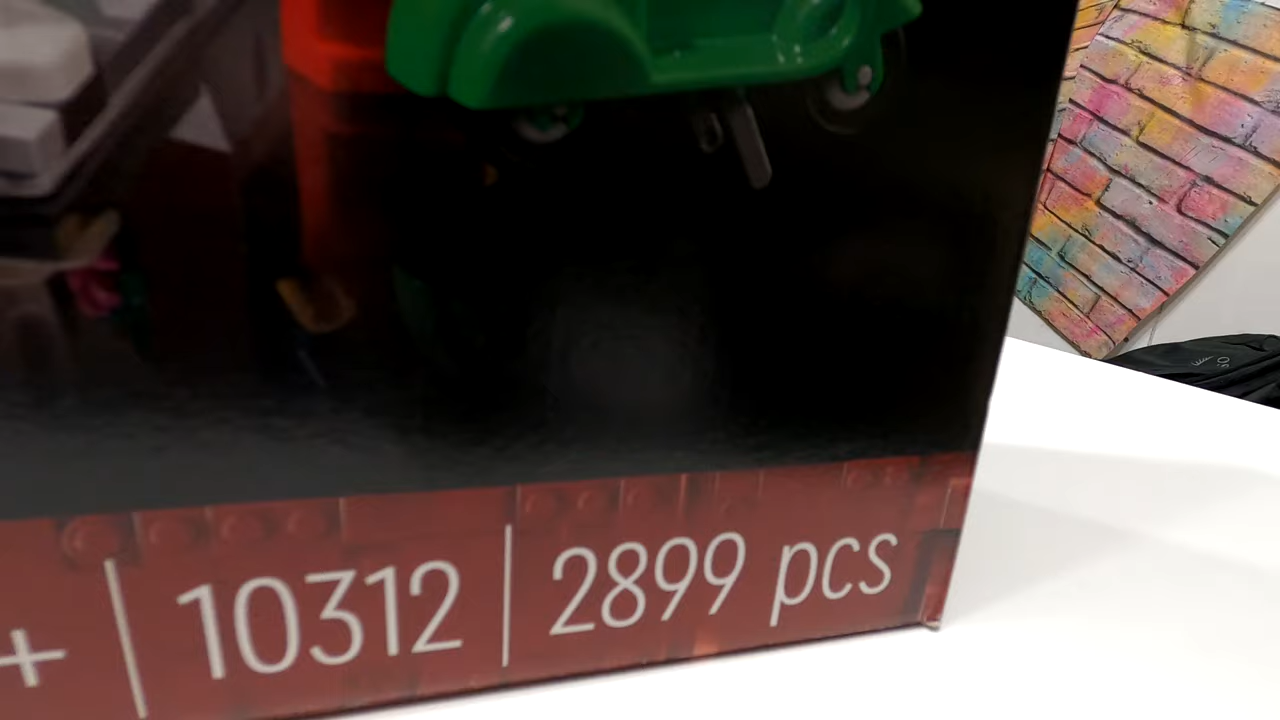 + | 10312 | 2899 pcs